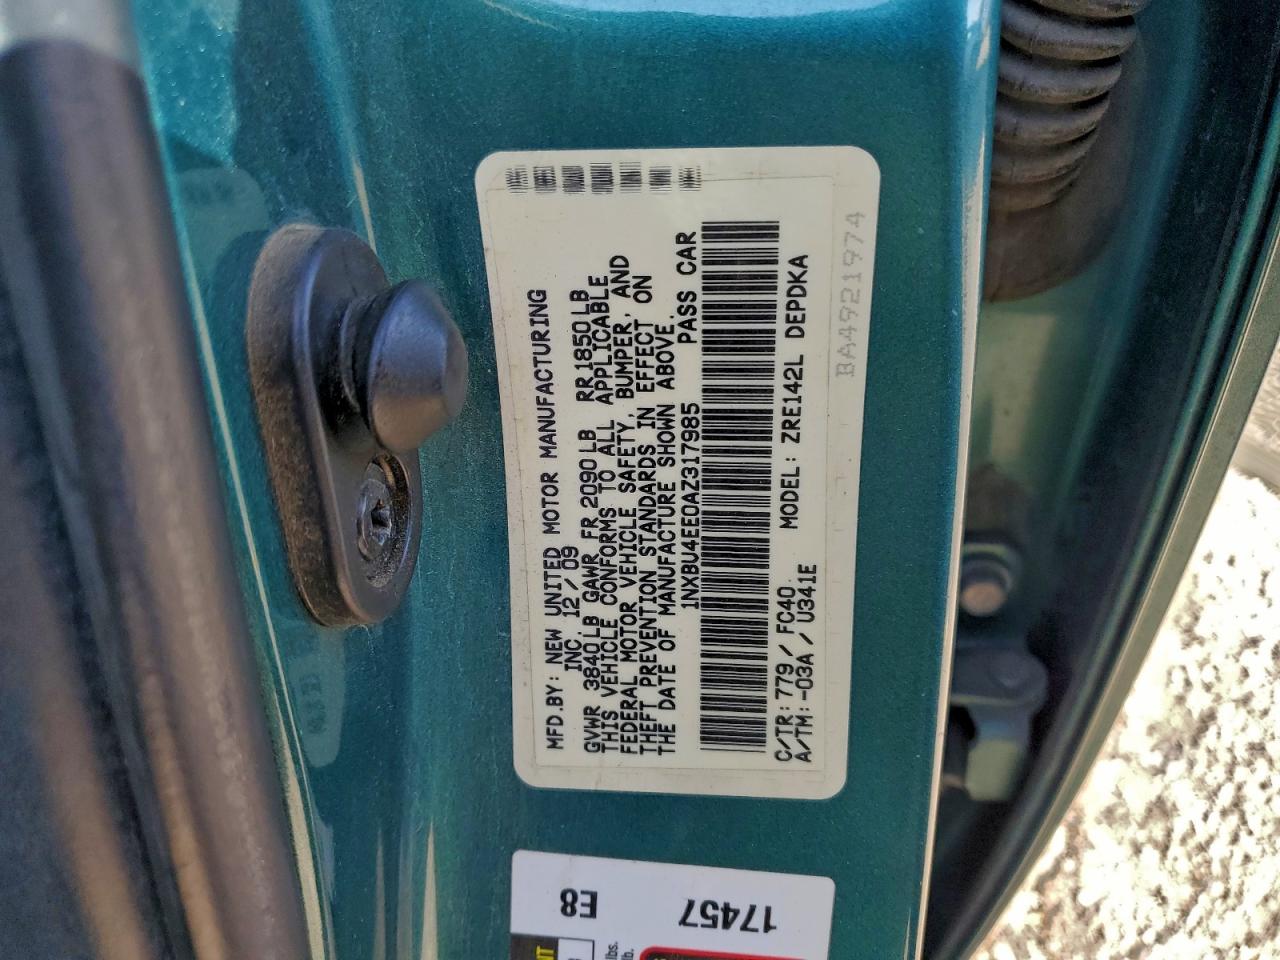 MFD.BY: NEW UNITED MOTOR MANUFACTURING
INC. 12/09
GVWR 3840LB GAWR FR 2090LB RR1850LB
THIS VEHICLE CONFORMS TO ALL APPLICABLE
FEDERAL MOTOR VEHICLE SAFETY, BUMPER, AND
THEFT PREVENTION STANDARDS IN EFFECT ON
THE DATE OF MANUFACTURE SHOWN ABOVE.
1NXBU4EE0AZ317985 PASS CAR
C/TR: 779/FC40 MODEL: ZRE142L DEPDKA
A/TM:-03A/U341E
BA4921974
17457
E8
lbs.
lb.